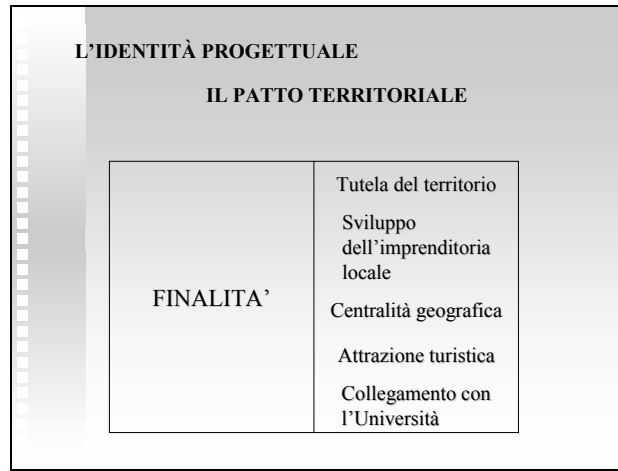 L’IDENTITÀ PROGETTUALE
IL PATTO TERRITORIALE
FINALITA’
Tutela del territorio
Sviluppo
dell’imprenditoria
locale
Centralità geografica
Attrazione turistica
Collegamento con
l’Università